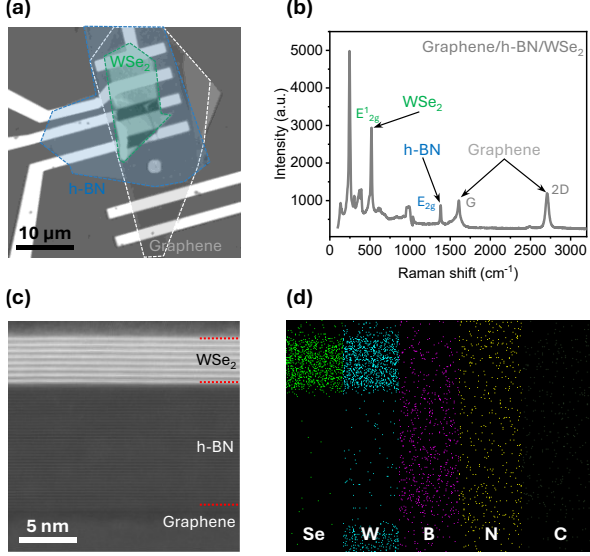 (a)
WSe₂
h-BN
10 μm
Graphene
(b)
Graphene/h-BN/WSe₂
5000
4000
3000
2000
1000
Intensity (a.u.)
E¹₂g
WSe₂
h-BN
Graphene
E₂g
G
2D
0 500 1000 1500 2000 2500 3000
Raman shift (cm⁻¹)
(c)
WSe₂
h-BN
Graphene
5 nm
(d)
Se W B N C